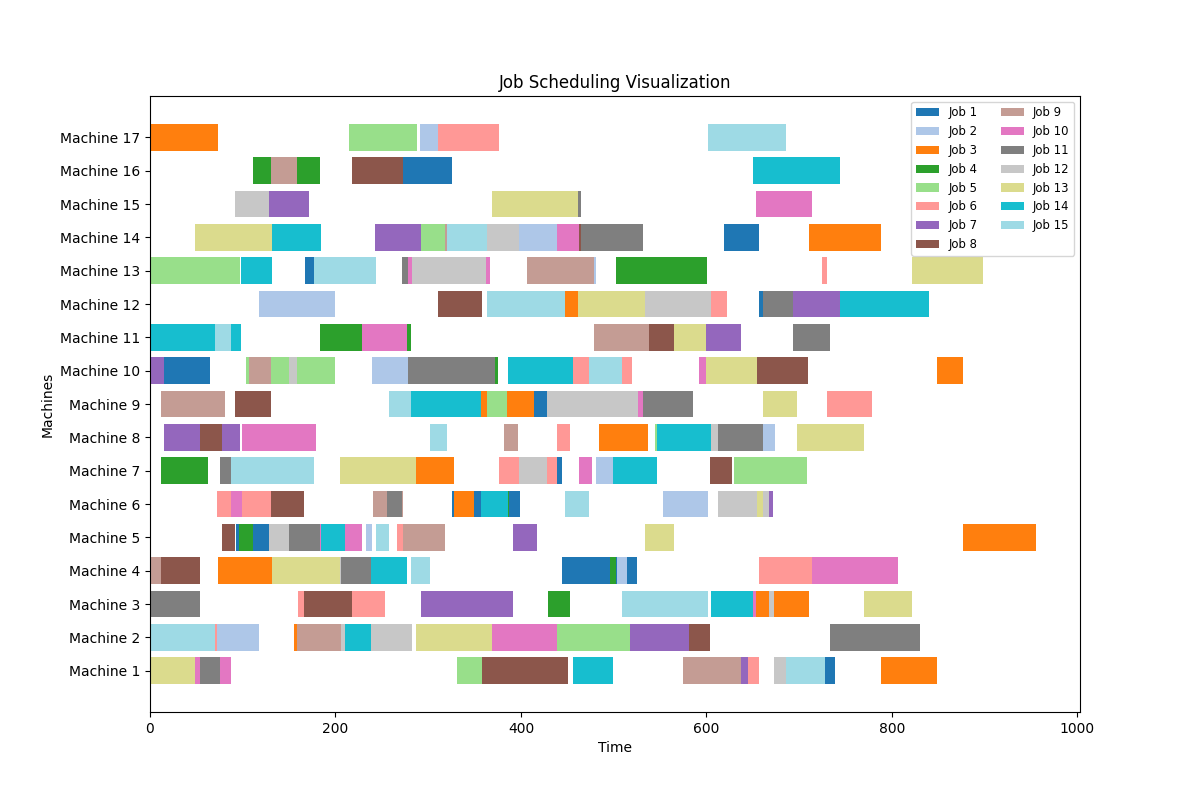 Job Scheduling Visualization
Machine 17
Machine 16
Machine 15
Machine 14
Machine 13
Machine 12
Machine 11
Machine 10
Machine 9
Machine 8
Machine 7
Machine 6
Machine 5
Machine 4
Machine 3
Machine 2
Machine 1
Machines
0 200 400 600 800 1000
Time
Job 1
Job 2
Job 3
Job 4
Job 5
Job 6
Job 7
Job 8
Job 9
Job 10
Job 11
Job 12
Job 13
Job 14
Job 15